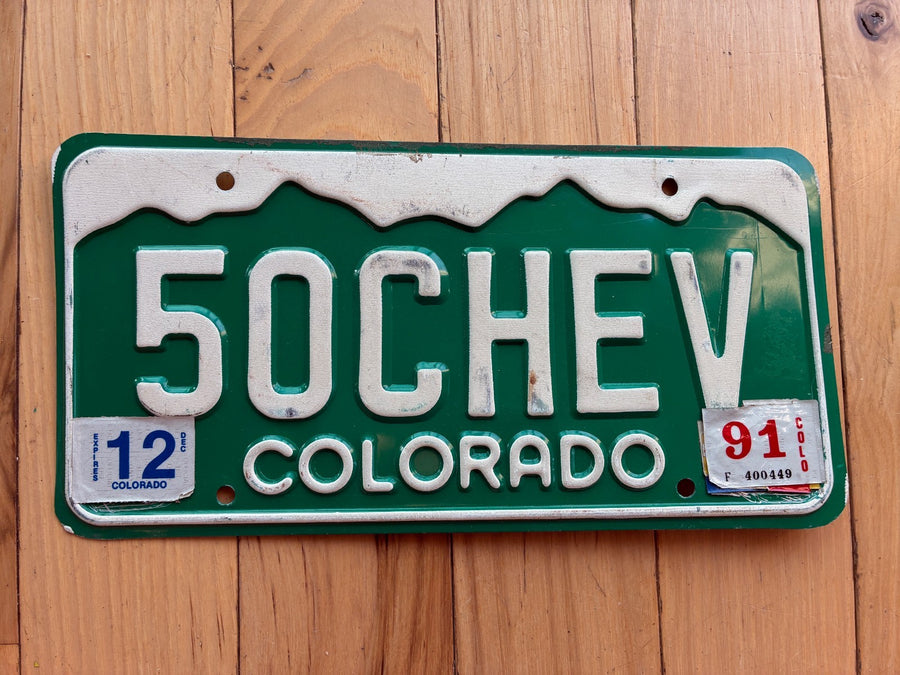 50CHEV
EXPIRES 12 DEC
COLORADO
COLORADO
91 COLO
F 400449